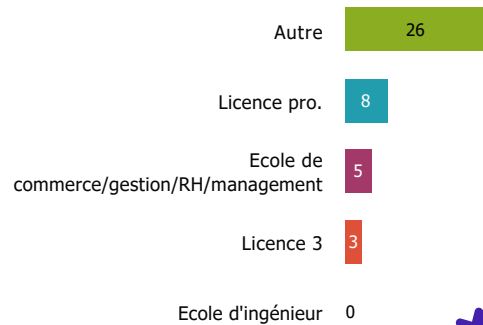 Autre 26
Licence pro. 8
Ecole de
commerce/gestion/RH/management 5
Licence 3 3
Ecole d'ingénieur 0